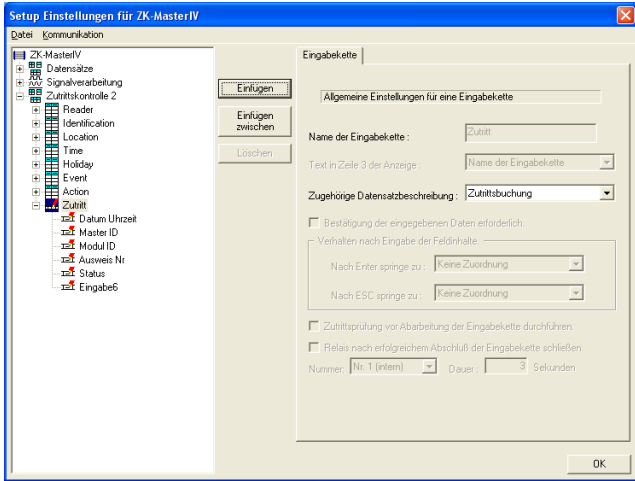 Setup Einstellungen für ZK-MasterIV
Datei Kommunikation
ZK-MasterIV
Datensätze
Signalverarbeitung
Zutrittskontrolle 2
Reader
Identification
Location
Time
Holiday
Event
Action
Zutritt
Datum Uhrzeit
Master ID
Modul ID
Ausweis Nr
Status
Eingabe6
Einfügen
Einfügen
zwischen
Löschen
Eingabekette
Allgemeine Einstellungen für eine Eingabekette
Name der Eingabekette : Zutritt
Text in Zeile 3 der Anzeige : Name der Eingabekette
Zugehörige Datensatzbeschreibung : Zutrittsbuchung
Bestätigung der eingegebenen Daten erforderlich.
Verhalten nach Eingabe der Feldinhalte.
Nach Enter springe zu : Keine Zuordnung
Nach ESC springe zu : Keine Zuordnung
Zutrittsprüfung vor Abarbeitung der Eingabekette durchführen.
Relais nach erfolgreichem Abschluß der Eingabekette schließen.
Nummer: Nr. 1 (intern) Dauer : 3 Sekunden
OK